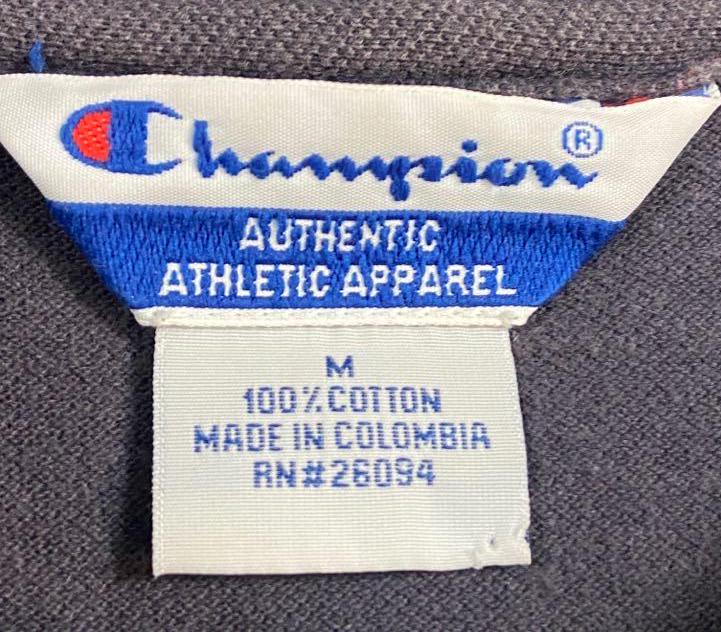 Champion®
AUTHENTIC
ATHLETIC APPAREL
M
100% COTTON
MADE IN COLOMBIA
RN#26094